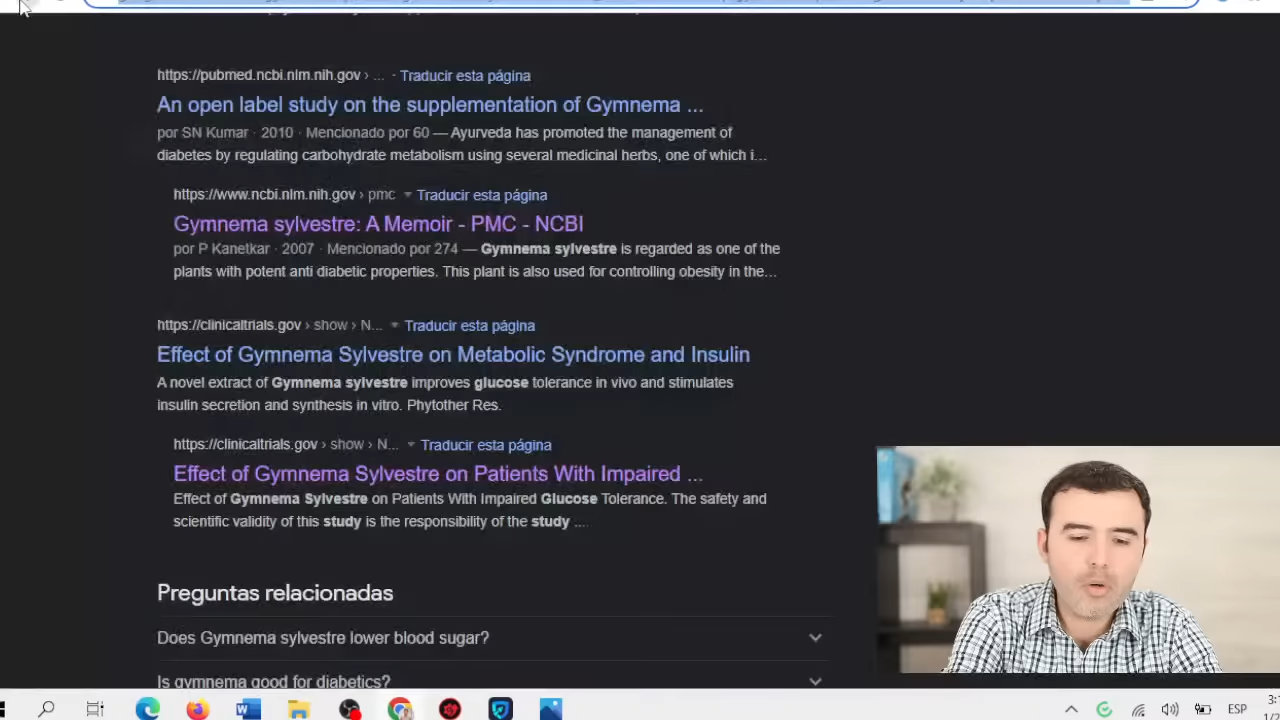 https://pubmed.ncbi.nlm.nih.gov › ... - Traducir esta página
An open label study on the supplementation of Gymnema ...
por SN Kumar · 2010 · Mencionado por 60 — Ayurveda has promoted the management of
diabetes by regulating carbohydrate metabolism using several medicinal herbs, one of which i...
https://www.ncbi.nlm.nih.gov › pmc Traducir esta página
Gymnema sylvestre: A Memoir - PMC - NCBI
por P Kanetkar · 2007 · Mencionado por 274 — Gymnema sylvestre is regarded as one of the
plants with potent anti diabetic properties. This plant is also used for controlling obesity in the...
https://clinicaltrials.gov › show › N... Traducir esta página
Effect of Gymnema Sylvestre on Metabolic Syndrome and Insulin
A novel extract of Gymnema sylvestre improves glucose tolerance in vivo and stimulates
insulin secretion and synthesis in vitro. Phytother Res.
https://clinicaltrials.gov › show › N... Traducir esta página
Effect of Gymnema Sylvestre on Patients With Impaired ...
Effect of Gymnema Sylvestre on Patients With Impaired Glucose Tolerance. The safety and
scientific validity of this study is the responsibility of the study ...
Preguntas relacionadas
Does Gymnema sylvestre lower blood sugar?
Is gymnema good for diabetics?
ESP